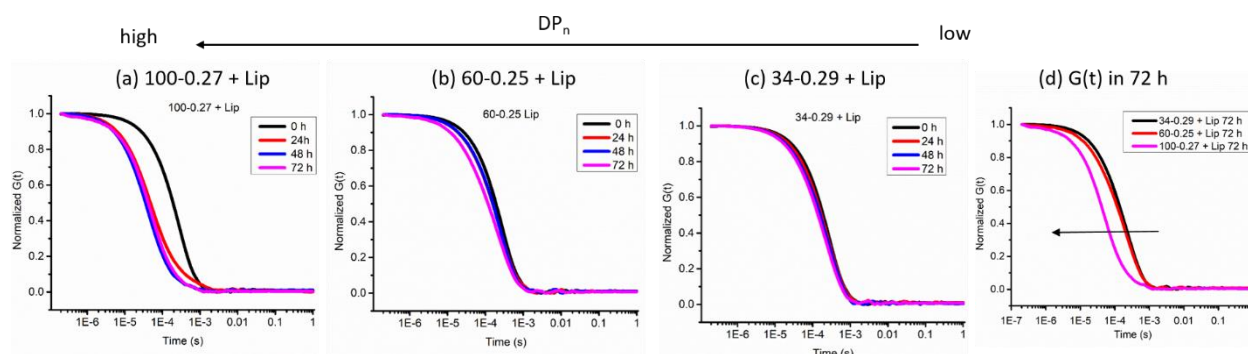 DPn
high
low
(a) 100-0.27 + Lip
(b) 60-0.25 + Lip
(c) 34-0.29 + Lip
(d) G(t) in 72 h
100-0.27 + Lip
0 h
24h
48 h
72 h
1.0
0.8
0.6
0.4
0.2
0.0
Normalized G(t)
1E-6 1E-5 1E-4 1E-3 0.01 0.1 1
Time (s)
60-0.25 Lip
0 h
24 h
48 h
72 h
1.0
0.8
0.6
0.4
0.2
0.0
Normalized G(t)
1E-6 1E-5 1E-4 1E-3 0.01 0.1 1
Time (s)
34-0.29 + Lip
0 h
24 h
48 h
72 h
1.0
0.8
0.6
0.4
0.2
0.0
Normalized G(t)
1E-6 1E-5 1E-4 1E-3 0.01 0.1 1
Time (s)
34-0.29 + Lip 72 h
60-0.25 + Lip 72 h
100-0.27 + Lip 72 h
1.0
0.8
0.6
0.4
0.2
0.0
Normalized G(t)
1E-7 1E-6 1E-5 1E-4 1E-3 0.01 0.1
Time (s)